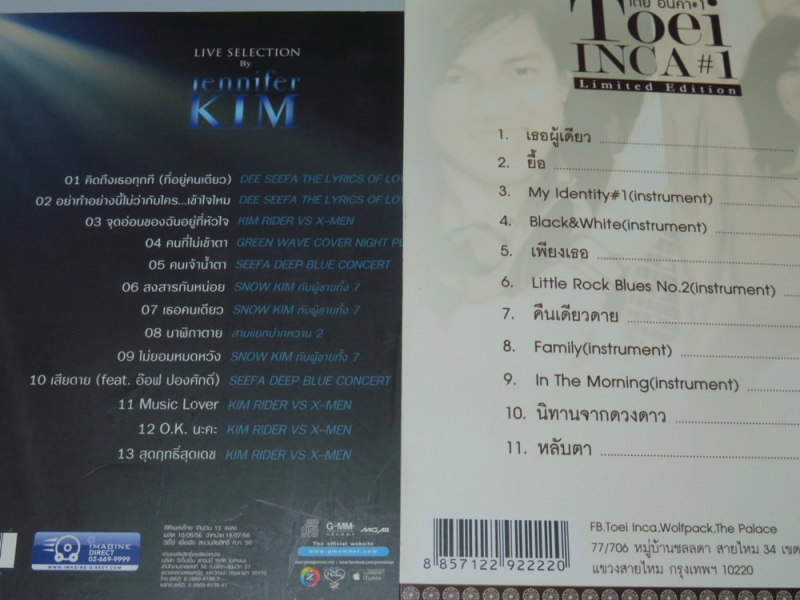 LIVE SELECTION
By
jennifer
KIM
01 คิดถึงเธอทุกที (ที่อยู่คนเดียว) DEE SEEFA THE LYRICS OF
02 อย่าทำอย่างนี้ไม่ว่ากับใคร...เข้าใจไหม DEE SEEFA THE LYRICS OF
03 จุดอ่อนของฉันอยู่ที่หัวใจ KIM RIDER VS X-MEN
04 คนที่ไม่เข้าตา GREEN WAVE COVER NIGHT
05 คนเจ้าน้ำตา SEEFA DEEP BLUE CONCERT
06 สงสารกันหน่อย SNOW KIM กับผู้ชายทั้ง 7
07 เธอคนเดียว SNOW KIM กับผู้ชายทั้ง 7
08 นาฬิกาตาย สามแยกปากหวาน 2
09 ไม่ยอมหมดหวัง SNOW KIM กับผู้ชายทั้ง 7
10 เสียดาย (feat. อ๊อฟ ปองศักดิ์) SEEFA DEEP BLUE CONCERT
11 Music Lover KIM RIDER VS X-MEN
12 O.K. นะคะ KIM RIDER VS X-MEN
13 สุดฤทธิ์สุดเดช KIM RIDER VS X-MEN
IMAGINE
DIRECT
02-669-9999
IMAGINE-DIRECT.COM
G-MM
MCA
official website
www.gmember.com
iTunes
เตย อินคา#1
Toei
INCA#1
Limited Edition
1. เธอผู้เดียว
2. ยื้อ
3. My Identity#1(instrument)
4. Black&White(instrument)
5. เพียงเธอ
6. Little Rock Blues No.2(instrument)
7. คืนเดียวดาย
8. Family(instrument)
9. In The Morning(instrument)
10. นิทานจากดวงดาว
11. หลับตา
8 857122 922220
FB.Toei Inca,Wolfpack,The Palace
77/706 หมู่บ้านชลลดา สายไหม 34 เขต
แขวงสายไหม กรุงเทพฯ 10220